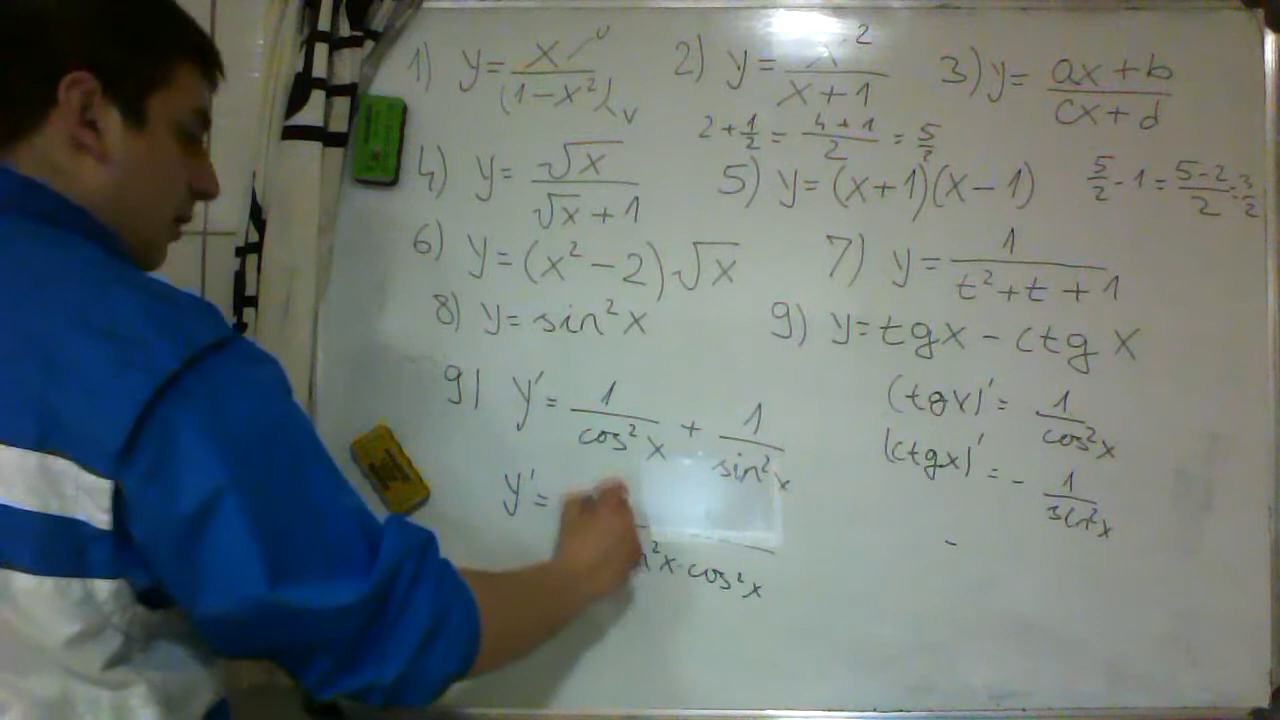 1) y = x / (1-x²) u v 2) y = x² / x+1 3) y = ax+b / cx+d
2+1/2 = 4+1/2 = 5/2
4) y = √x / √x+1 5) y=(x+1)(x-1) 5/2 -1 = 5-2/2 = 3/2
6) y=(x²-2)√x 7) y = 1 / t²+t+1
8) y=sin²x 9) y=tgx-ctgx
9) y' = 1/cos²x + 1/sin²x (tgx)' = 1/cos²x
(ctgx)' = - 1/sin²x
y' =
-
²x·cos²x